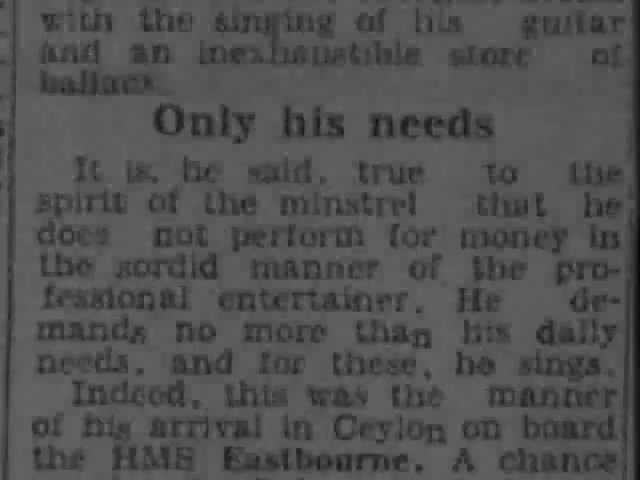 with the singing of his guitar
and an inexhaustible store of
ballads.
Only his needs
It is, he said, true to the
spirit of the minstrel that he
does not perform for money in
the sordid manner of the pro-
fessional entertainer. He de-
mands no more than his daily
needs, and for these, he sings.
Indeed, this was the manner
of his arrival in Ceylon on board
the HMS Eastbourne. A chance